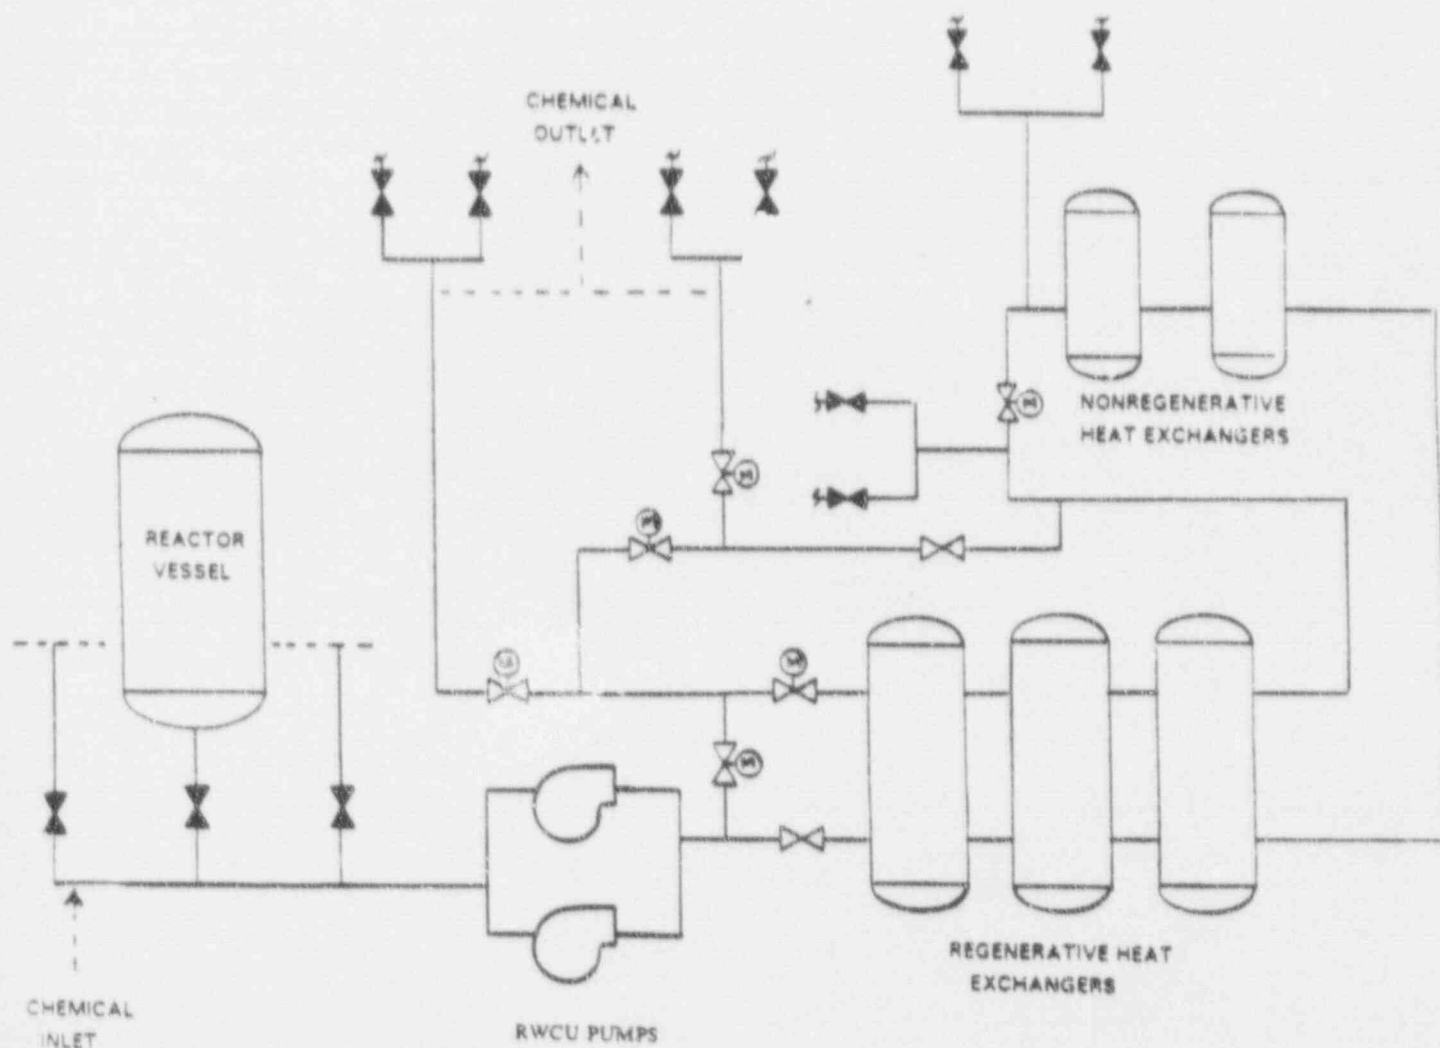 CHEMICAL
OUTLET
NONREGENERATIVE
HEAT EXCHANGERS
REACTOR
VESSEL
REGENERATIVE HEAT
EXCHANGERS
CHEMICAL
INLET
RWCU PUMPS